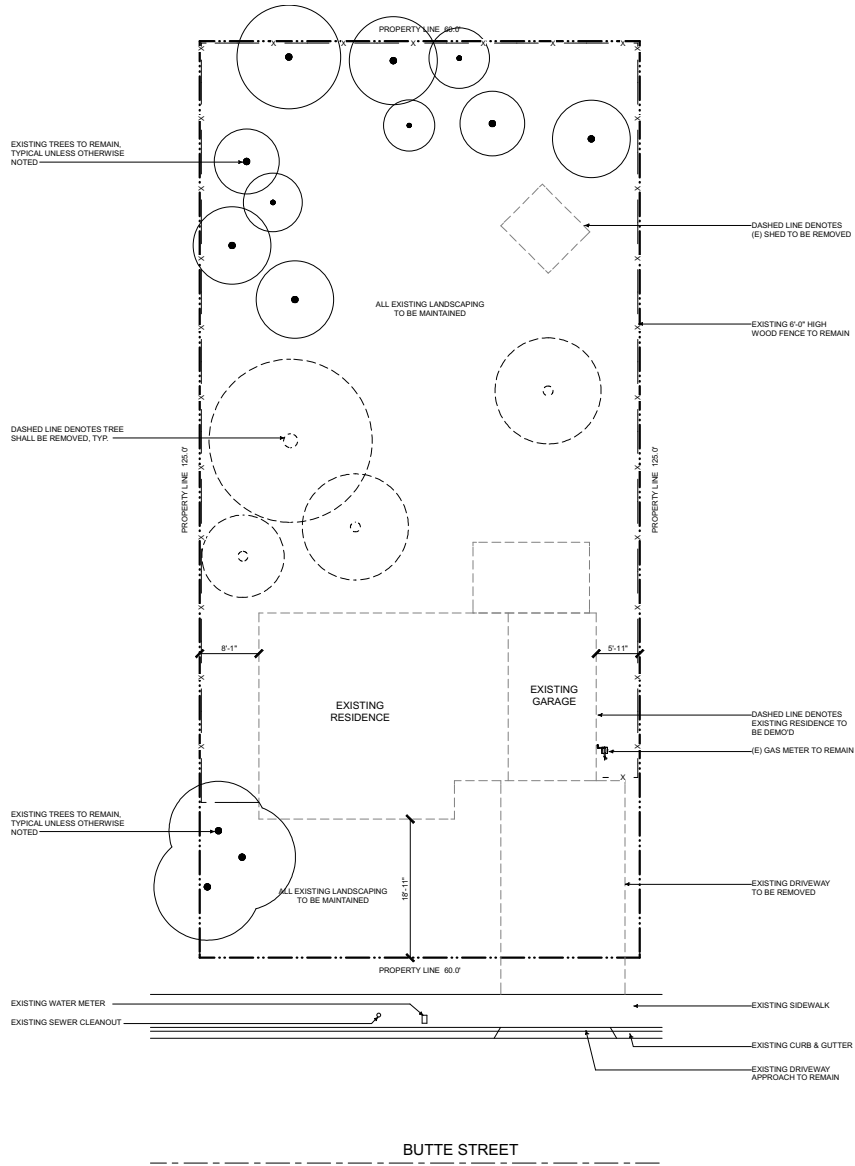 PROPERTY LINE 60.0'
EXISTING TREES TO REMAIN,
TYPICAL UNLESS OTHERWISE
NOTED
DASHED LINE DENOTES
(E) SHED TO BE REMOVED
ALL EXISTING LANDSCAPING
TO BE MAINTAINED
EXISTING 6'-0" HIGH
WOOD FENCE TO REMAIN
DASHED LINE DENOTES TREE
SHALL BE REMOVED, TYP.
PROPERTY LINE 125.0'
PROPERTY LINE 125.0'
8'-1"
5'-11"
EXISTING
RESIDENCE
EXISTING
GARAGE
DASHED LINE DENOTES
EXISTING RESIDENCE TO
BE DEMO'D
(E) GAS METER TO REMAIN
X
EXISTING TREES TO REMAIN,
TYPICAL UNLESS OTHERWISE
NOTED
18'-11"
ALL EXISTING LANDSCAPING
TO BE MAINTAINED
EXISTING DRIVEWAY
TO BE REMOVED
PROPERTY LINE 60.0'
EXISTING WATER METER
EXISTING SEWER CLEANOUT
EXISTING SIDEWALK
EXISTING CURB & GUTTER
EXISTING DRIVEWAY
APPROACH TO REMAIN
BUTTE STREET